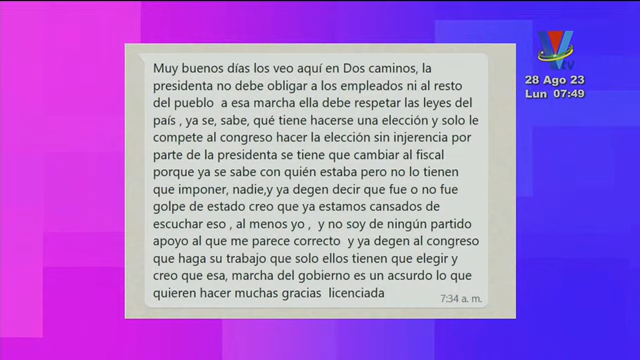 VTV
28 Ago 23
Lun 07:49
Muy buenos días los veo aquí en Dos caminos, la
presidenta no debe obligar a los empleados ni al resto
del pueblo a esa marcha ella debe respetar las leyes del
país , ya se, sabe, qué tiene hacerse una elección y solo le
compete al congreso hacer la elección sin injerencia por
parte de la presidenta se tiene que cambiar al fiscal
porque ya se sabe con quién estaba pero no lo tienen
que imponer, nadie,y ya degen decir que fue o no fue
golpe de estado creo que ya estamos cansados de
escuchar eso , al menos yo , y no soy de ningún partido
apoyo al que me parece correcto y ya degen al congreso
que haga su trabajo que solo ellos tienen que elegir y
creo que esa, marcha del gobierno es un acsurdo lo que
quieren hacer muchas gracias licenciada
7:34 a. m.